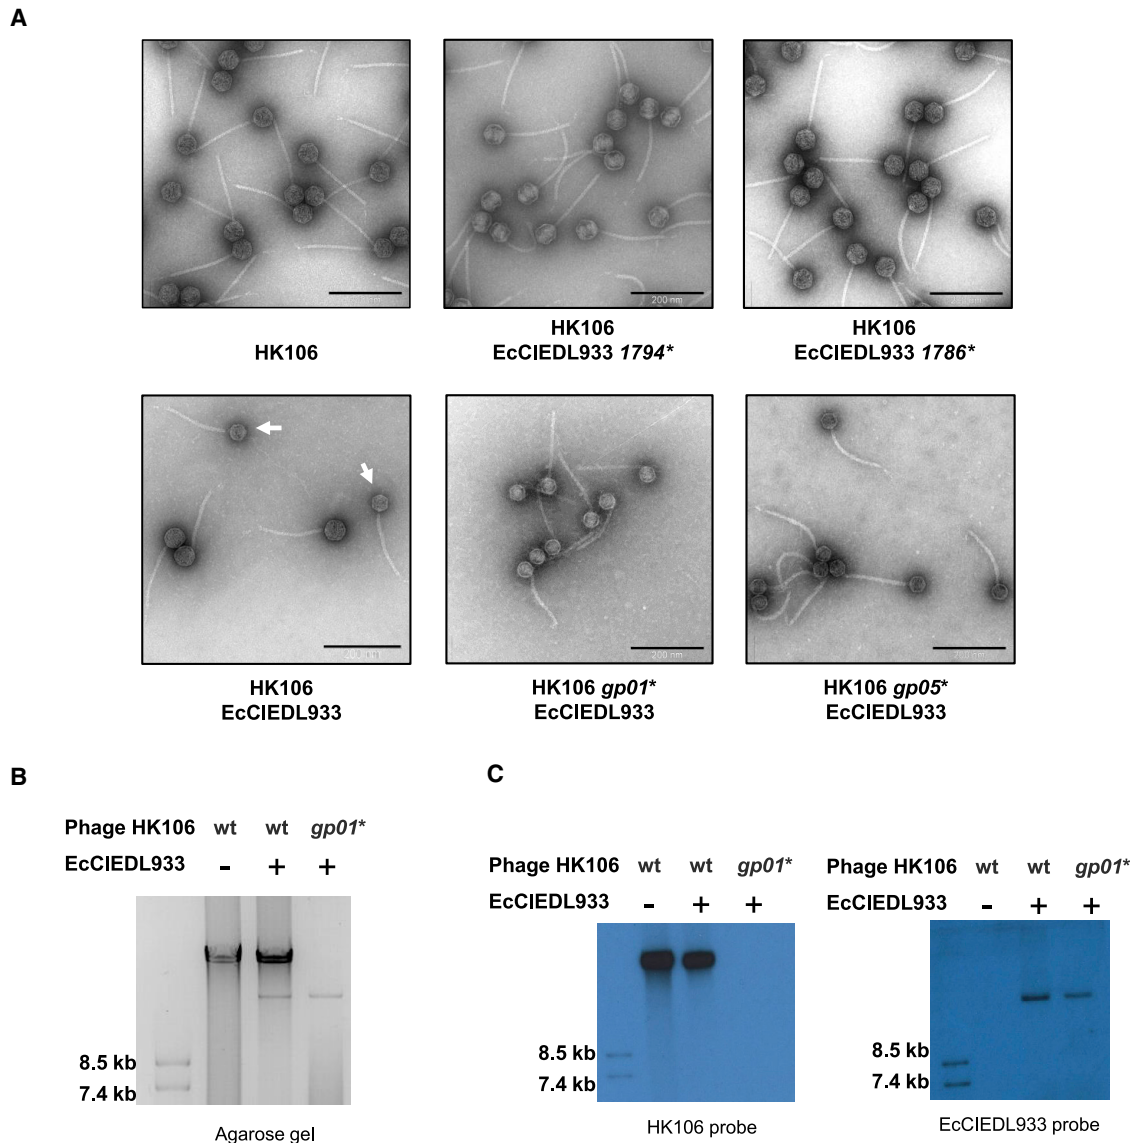 A
HK106
200 nm
HK106
EcCIEDL933 1794*
HK106
EcCIEDL933 1786*
HK106
EcCIEDL933
200 nm
HK106 gp01*
EcCIEDL933
200 nm
HK106 gp05*
EcCIEDL933
B
Phage HK106 wt wt gp01*
EcCIEDL933 - + +
8.5 kb
7.4 kb
Agarose gel
C
Phage HK106 wt wt gp01*
EcCIEDL933 - + +
8.5 kb
7.4 kb
HK106 probe
Phage HK106 wt wt gp01*
EcCIEDL933 - + +
8.5 kb
7.4 kb
EcCIEDL933 probe